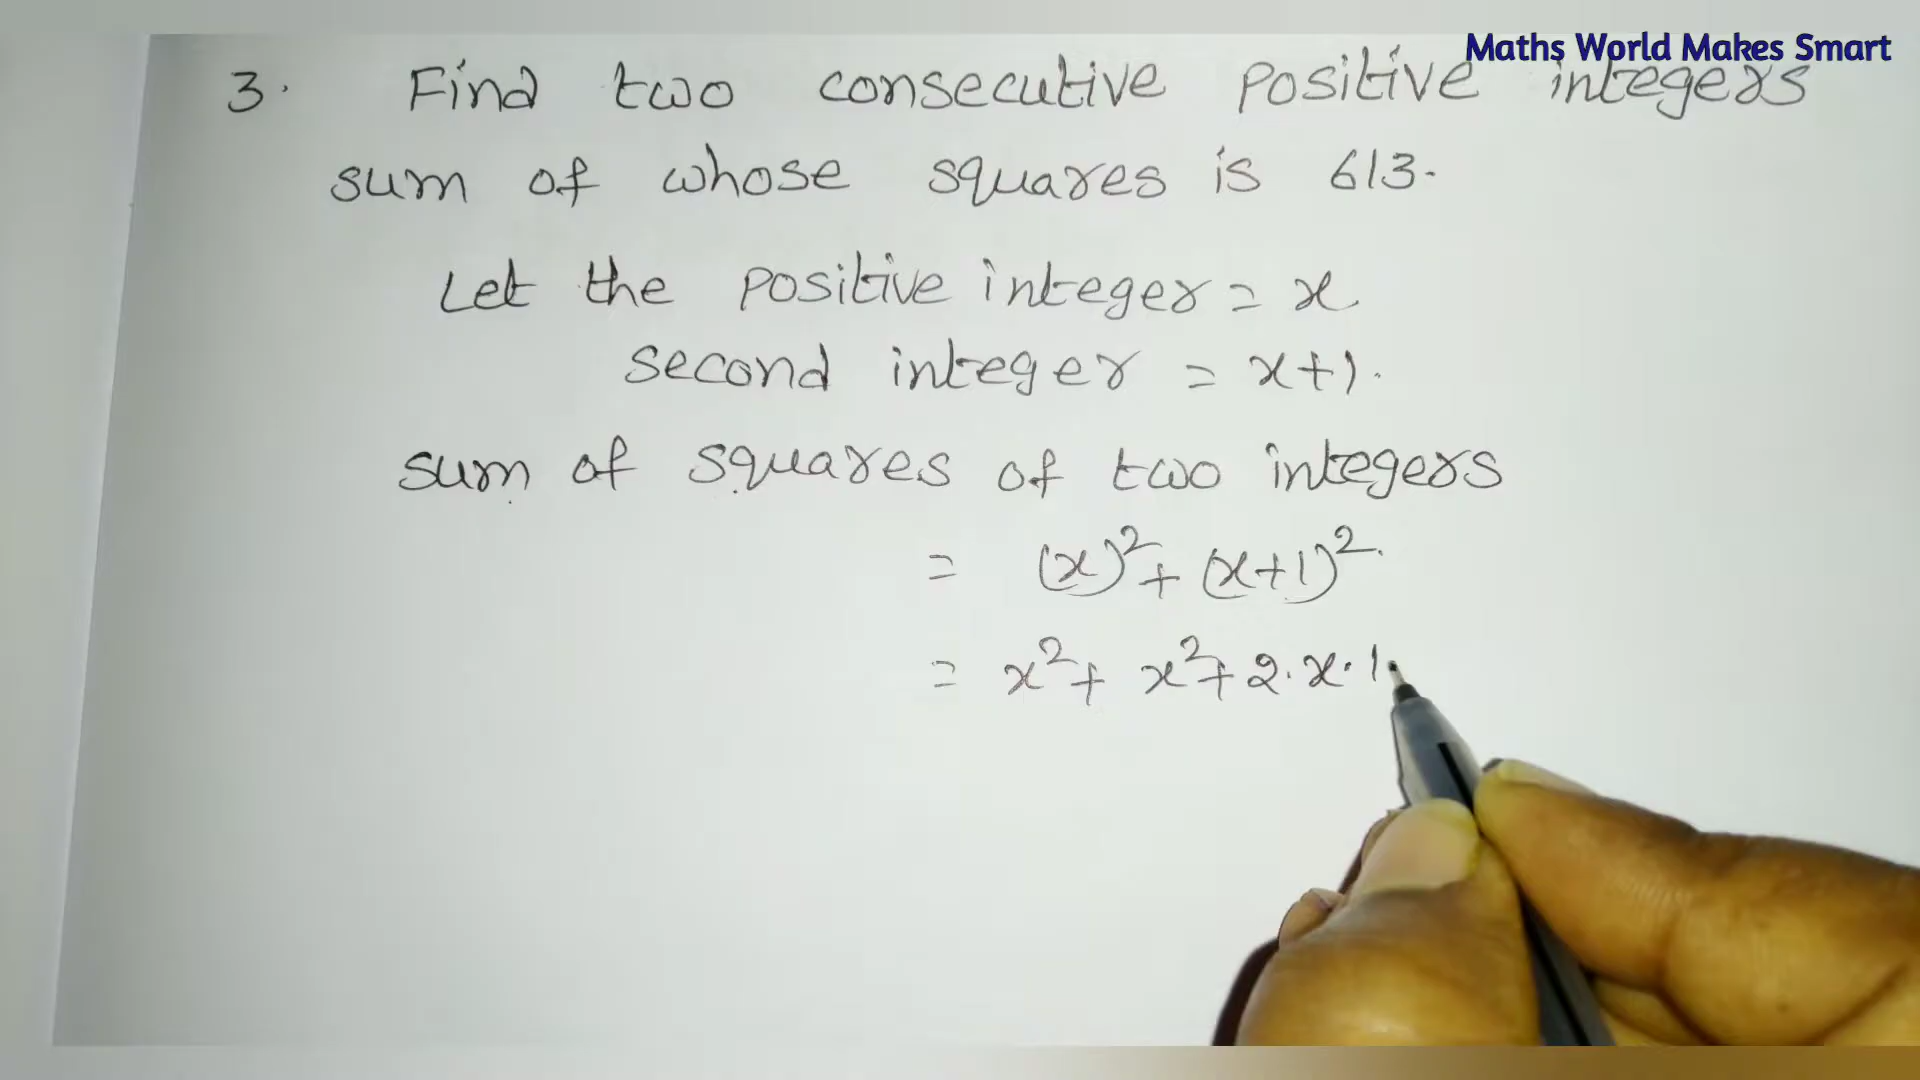 Maths World Makes Smart
3. Find two consecutive positive integers
sum of whose squares is 613.
Let the positive integer = x
second integer = x+1.
sum of squares of two integers
= (x)²+ (x+1)².
= x²+ x²+2.x.1